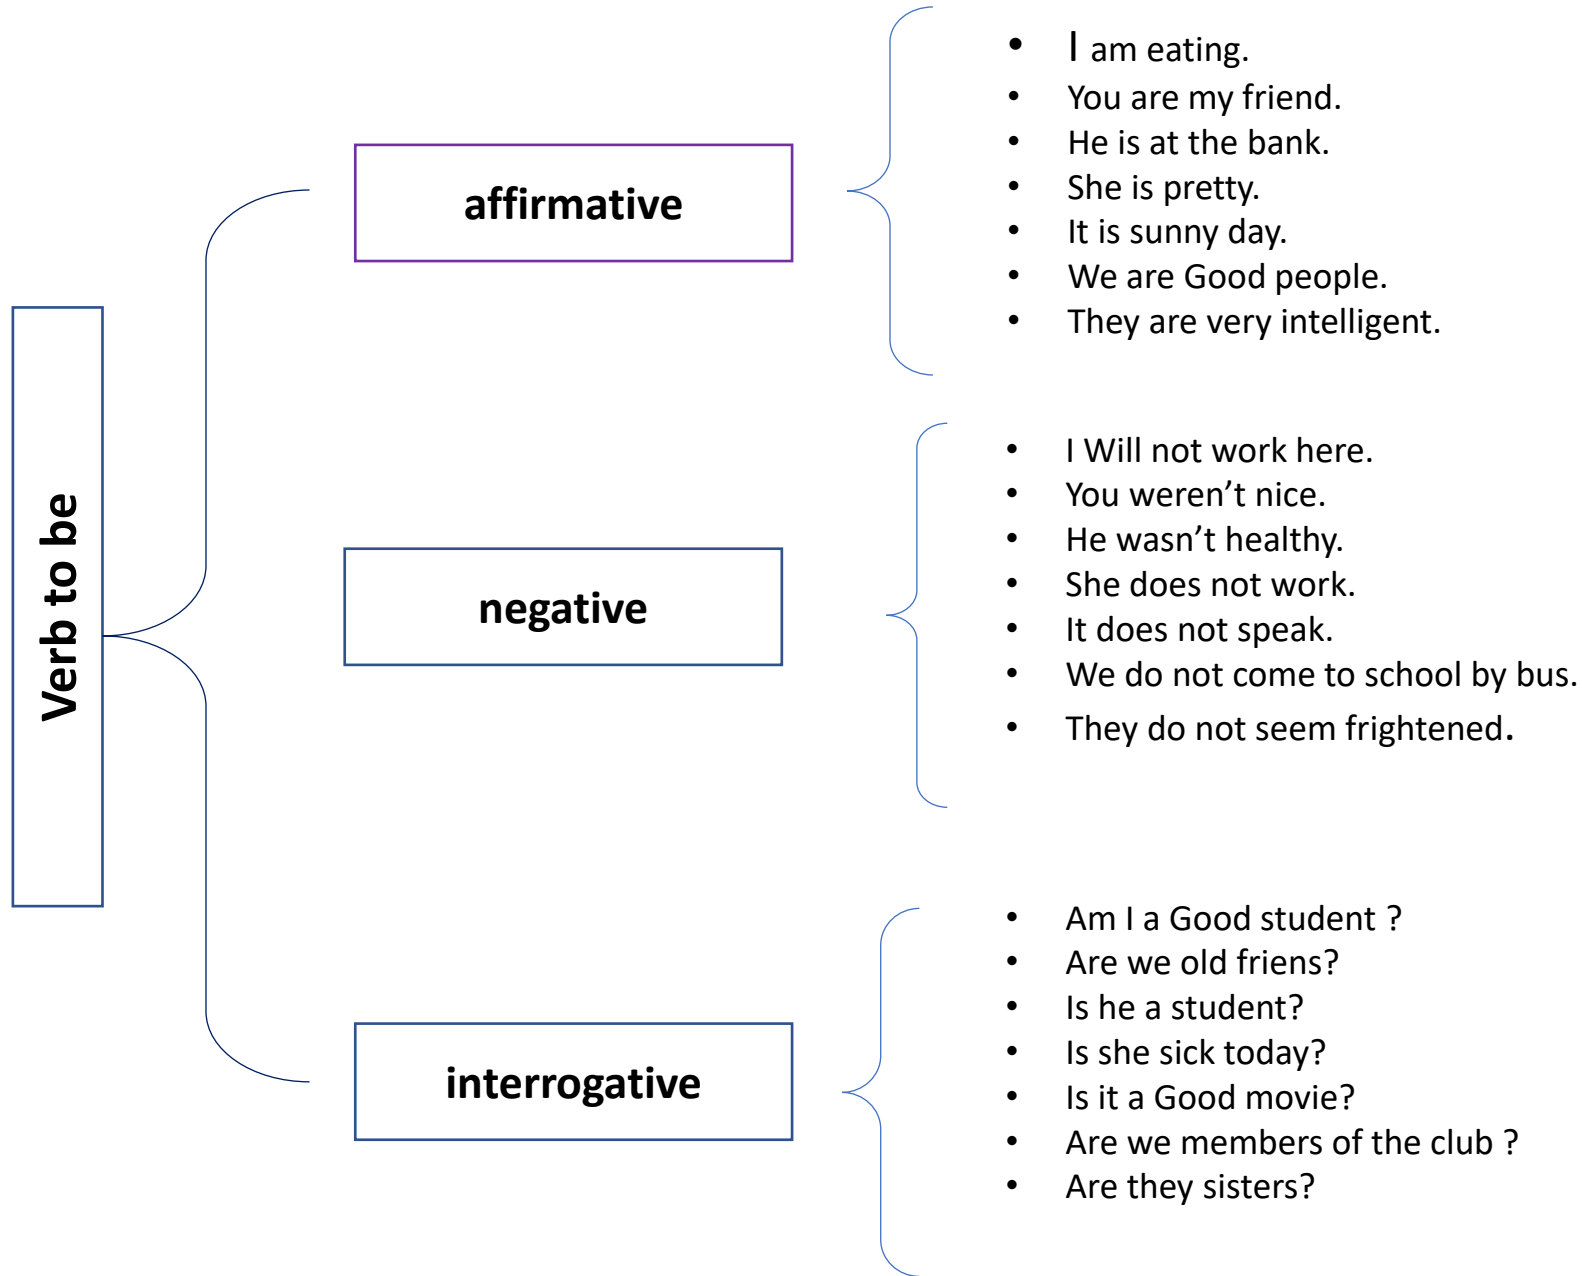 Verb to be
affirmative
• I am eating.
• You are my friend.
• He is at the bank.
• She is pretty.
• It is sunny day.
• We are Good people.
• They are very intelligent.
negative
• I Will not work here.
• You weren’t nice.
• He wasn’t healthy.
• She does not work.
• It does not speak.
• We do not come to school by bus.
• They do not seem frightened.
interrogative
• Am I a Good student ?
• Are we old friens?
• Is he a student?
• Is she sick today?
• Is it a Good movie?
• Are we members of the club ?
• Are they sisters?